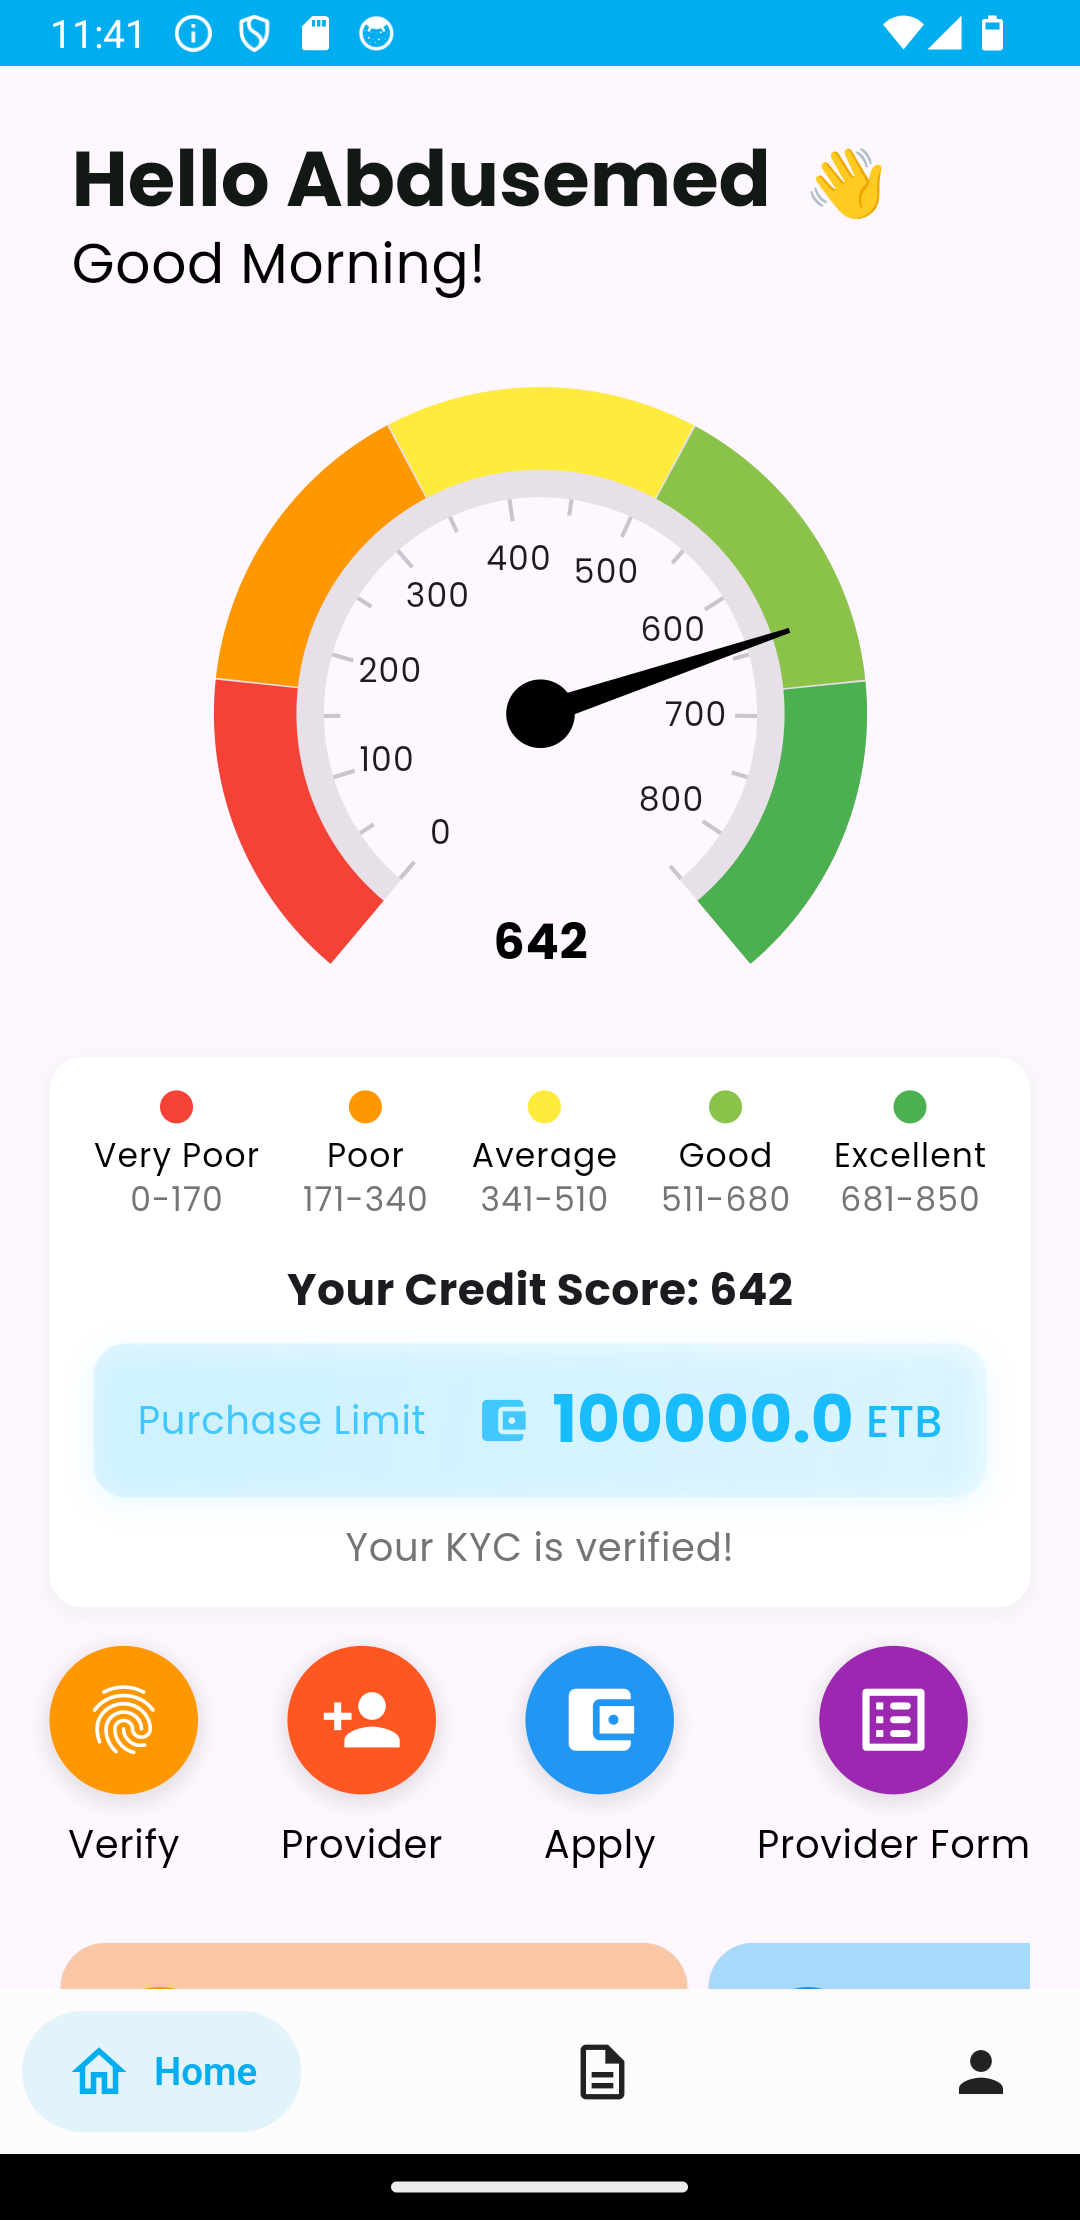 11:41
Hello Abdusemed 👋
Good Morning!
0
100
200
300
400
500
600
700
800
642
Very Poor
0-170
Poor
171-340
Average
341-510
Good
511-680
Excellent
681-850
Your Credit Score: 642
Purchase Limit 100000.0 ETB
Your KYC is verified!
Verify
Provider
Apply
Provider Form
Home